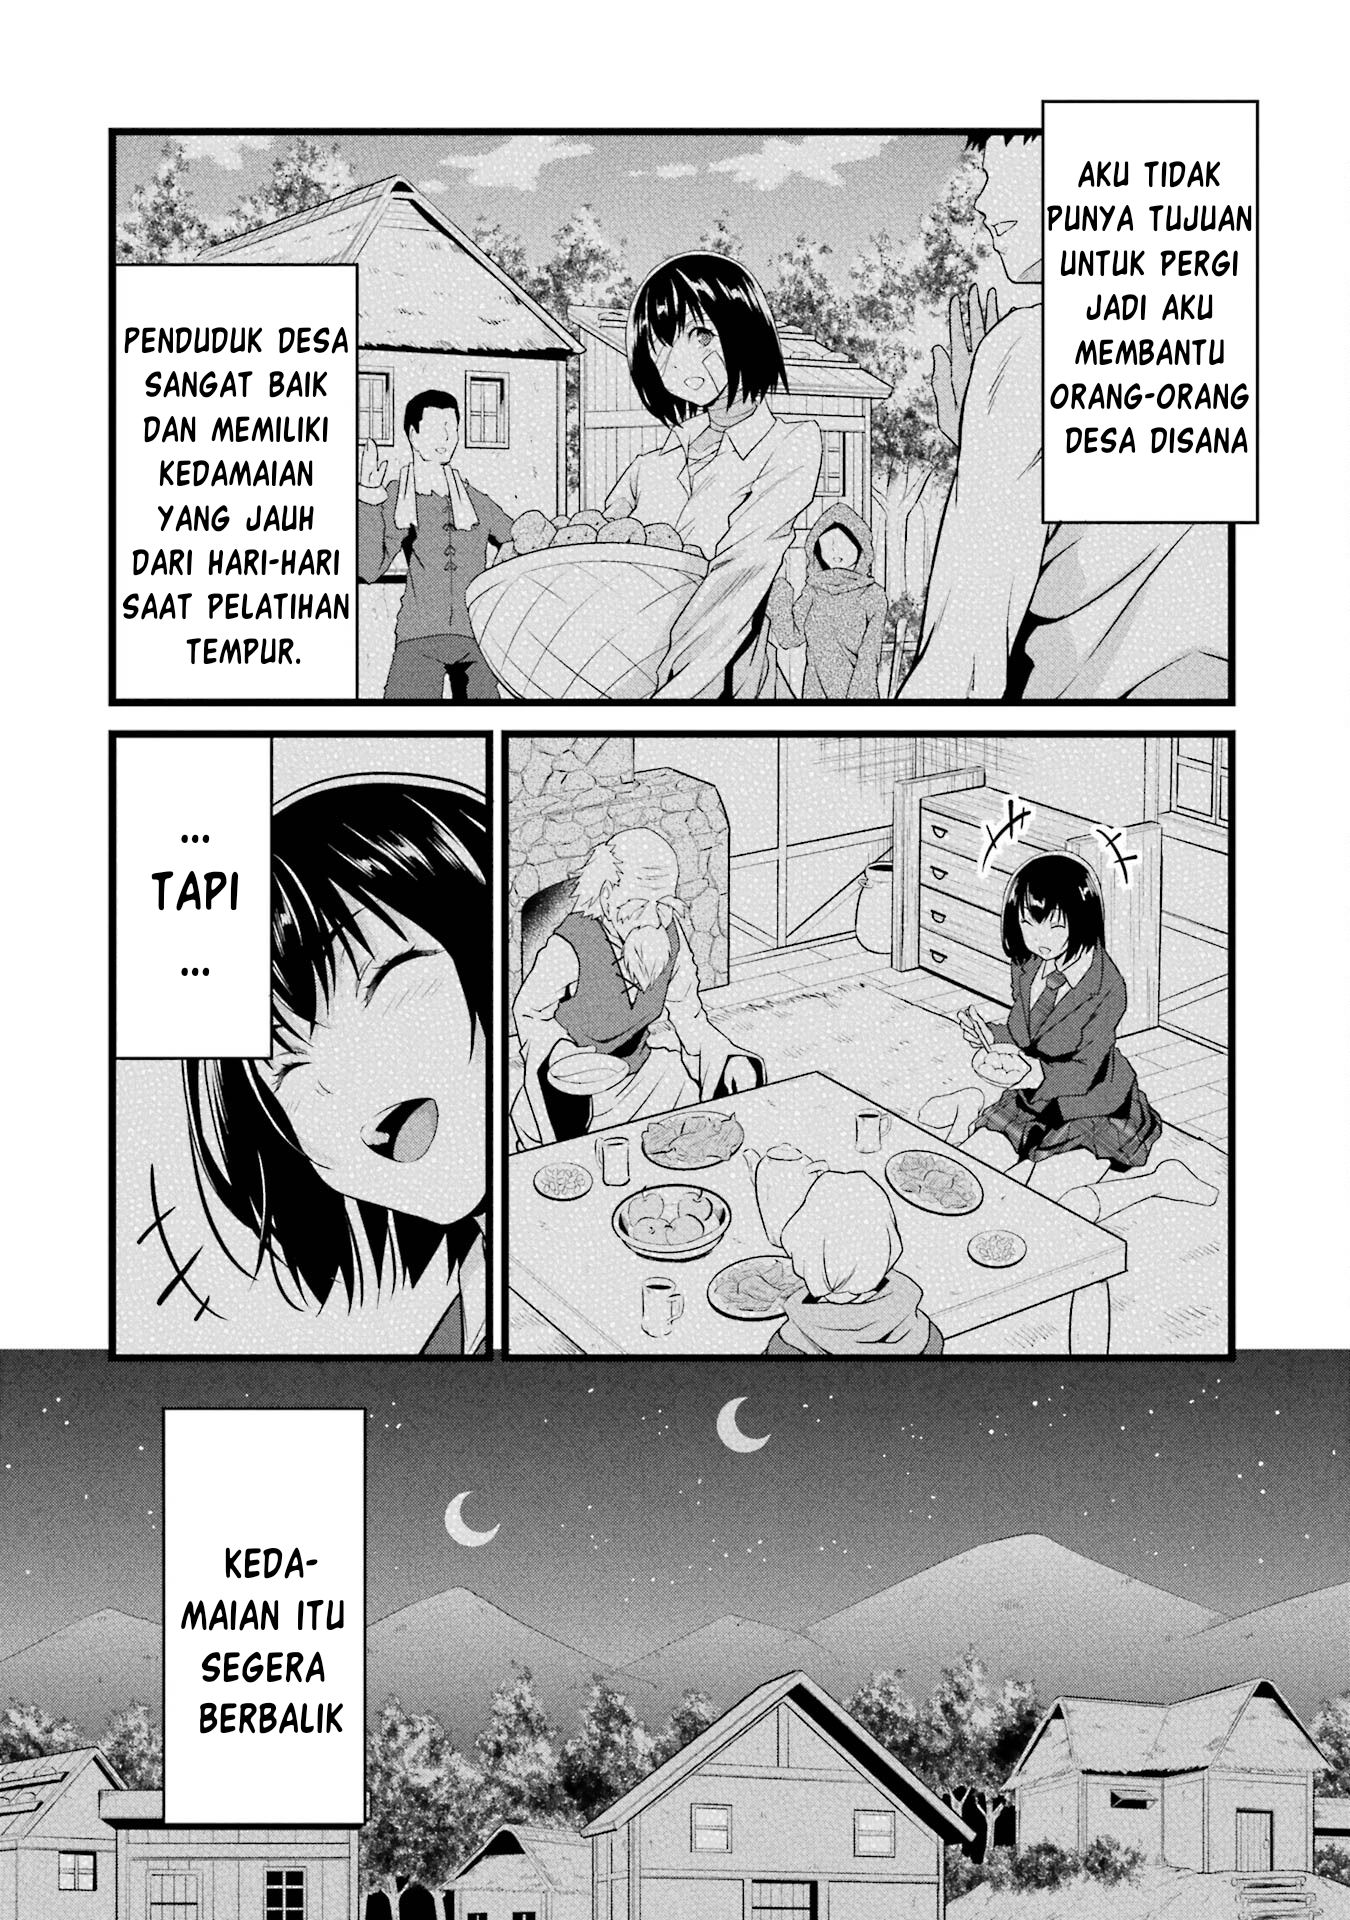 AKU TIDAK
PUNYA TUJUAN
UNTUK PERGI
JADI AKU
MEMBANTU
ORANG-ORANG
DESA DISANA
PENDUDUK DESA
SANGAT BAIK
DAN MEMILIKI
KEDAMAIAN
YANG JAUH
DARI HARI-HARI
SAAT PELATIHAN
TEMPUR.
...
TAPI
...
KEDA-
MAIAN ITU
SEGERA
BERBALIK